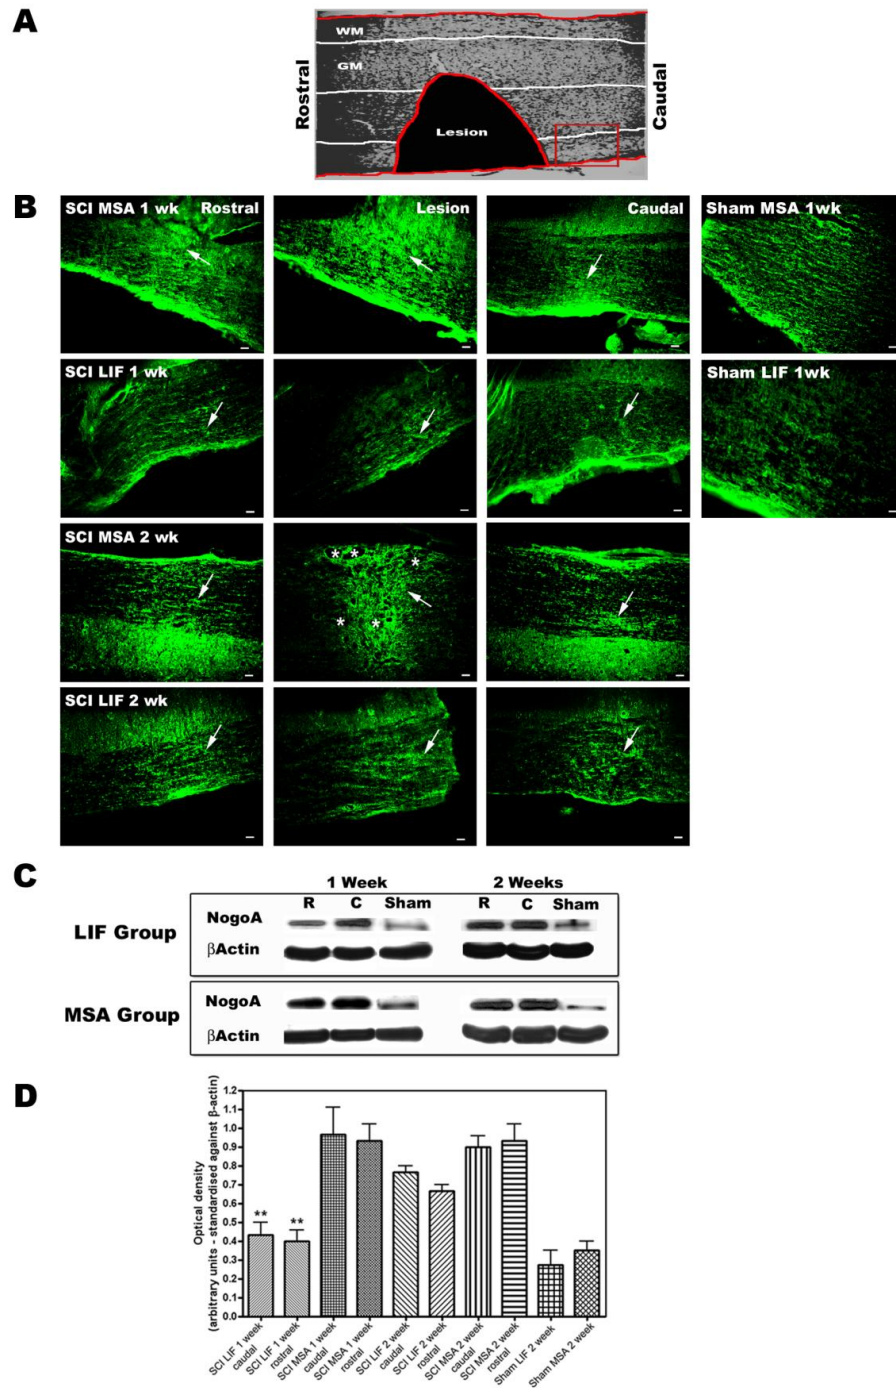 A
WM
GM
Rostral
Lesion
Caudal
B
SCI MSA 1 wk Rostral
Lesion
Caudal
Sham MSA 1wk
SCI LIF 1 wk
Sham LIF 1wk
SCI MSA 2 wk
* * *
* *
SCI LIF 2 wk
C
1 Week 2 Weeks
R C Sham R C Sham
LIF Group
NogoA
βActin
MSA Group
NogoA
βActin
D
Optical density
(arbitrary units - standardised against β-actin)
1.2
1.1
1.0
0.9
0.8
0.7
0.6
0.5
0.4
0.3
0.2
0.1
0.0
** **
SCI LIF 1 week
caudal
SCI LIF 1 week
rostral
SCI MSA 1 week
caudal
SCI MSA 1 week
rostral
SCI LIF 2 week
caudal
SCI LIF 2 week
rostral
SCI MSA 2 week
caudal
SCI MSA 2 week
rostral
Sham LIF 2 week
Sham MSA 2 week